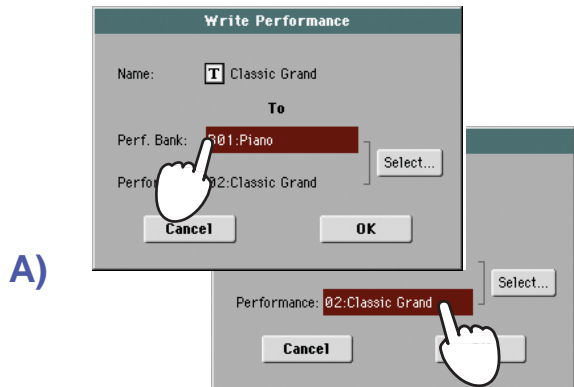 Write Performance
Name: T Classic Grand
To
Perf. Bank: 01:Piano
Select...
02:Classic Grand
Cancel OK
A)
Select...
Performance: 02:Classic Grand
Cancel